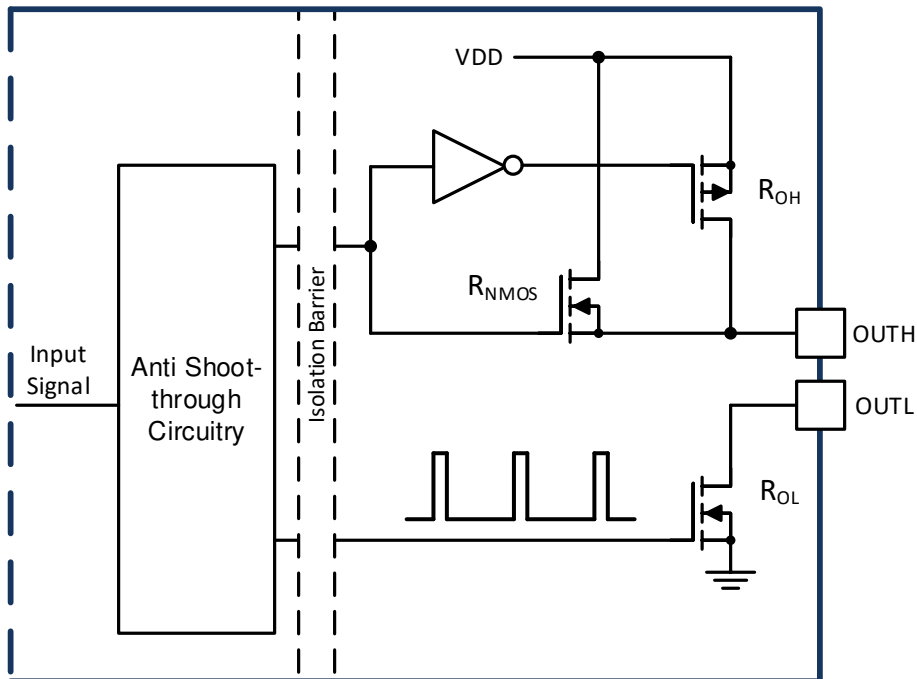 VDD
R_OH
R_NMOS
Isolation Barrier
OUTH
Input
Signal
Anti Shoot-
through
Circuitry
OUTL
R_OL